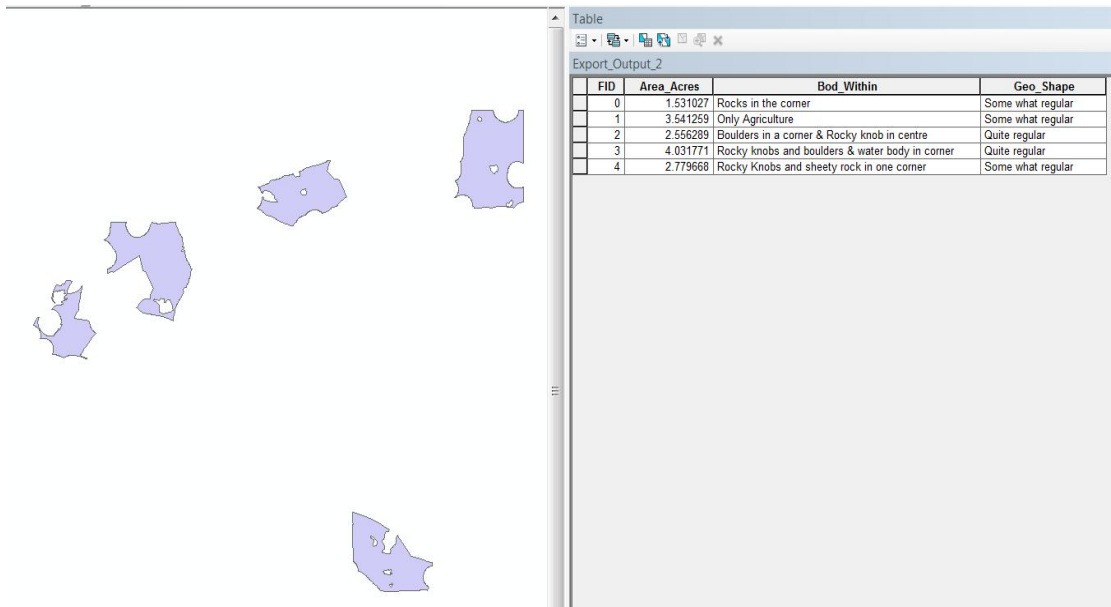 Table
Export_Output_2
FID Area_Acres Bod_Within Geo_Shape
0 1.531027 Rocks in the corner Some what regular
1 3.541259 Only Agriculture Some what regular
2 2.556289 Boulders in a corner & Rocky knob in centre Quite regular
3 4.031771 Rocky knobs and boulders & water body in corner Quite regular
4 2.779668 Rocky Knobs and sheety rock in one corner Some what regular